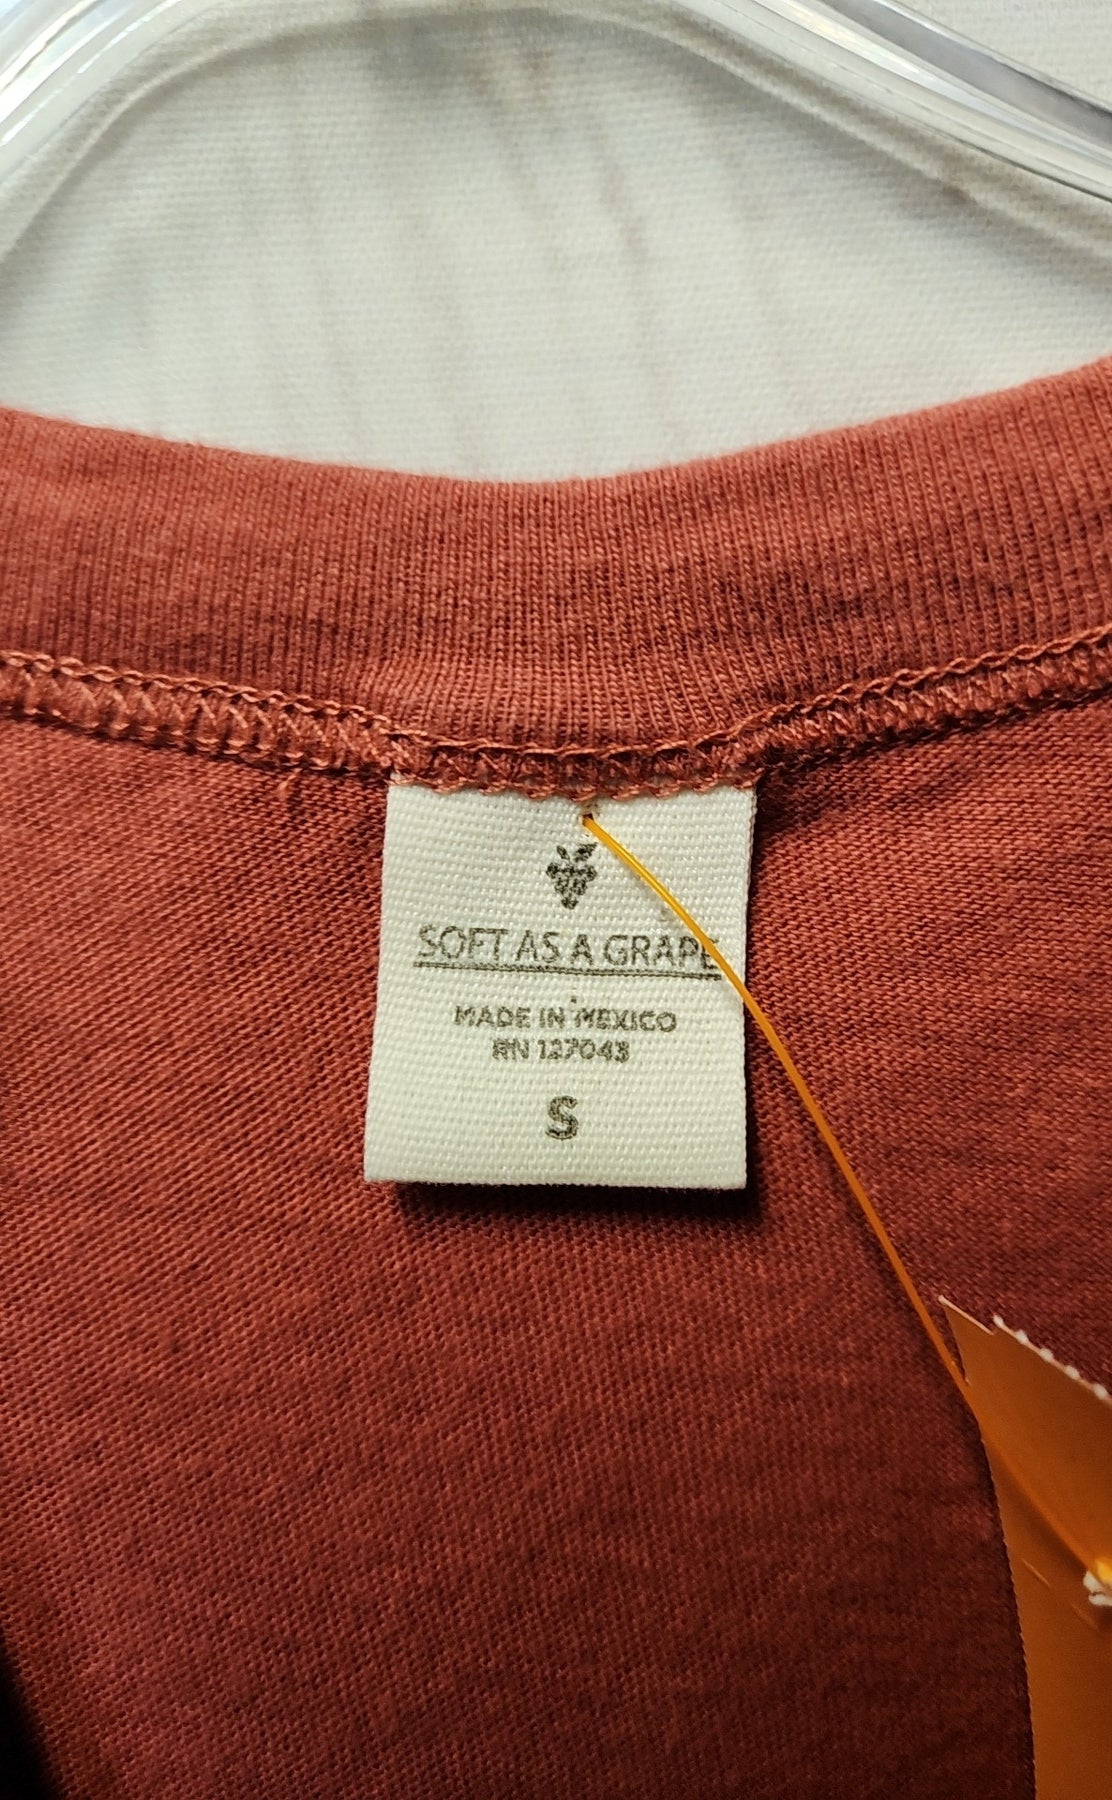 SOFT AS A GRAPE
MADE IN MEXICO
RN 127043
S